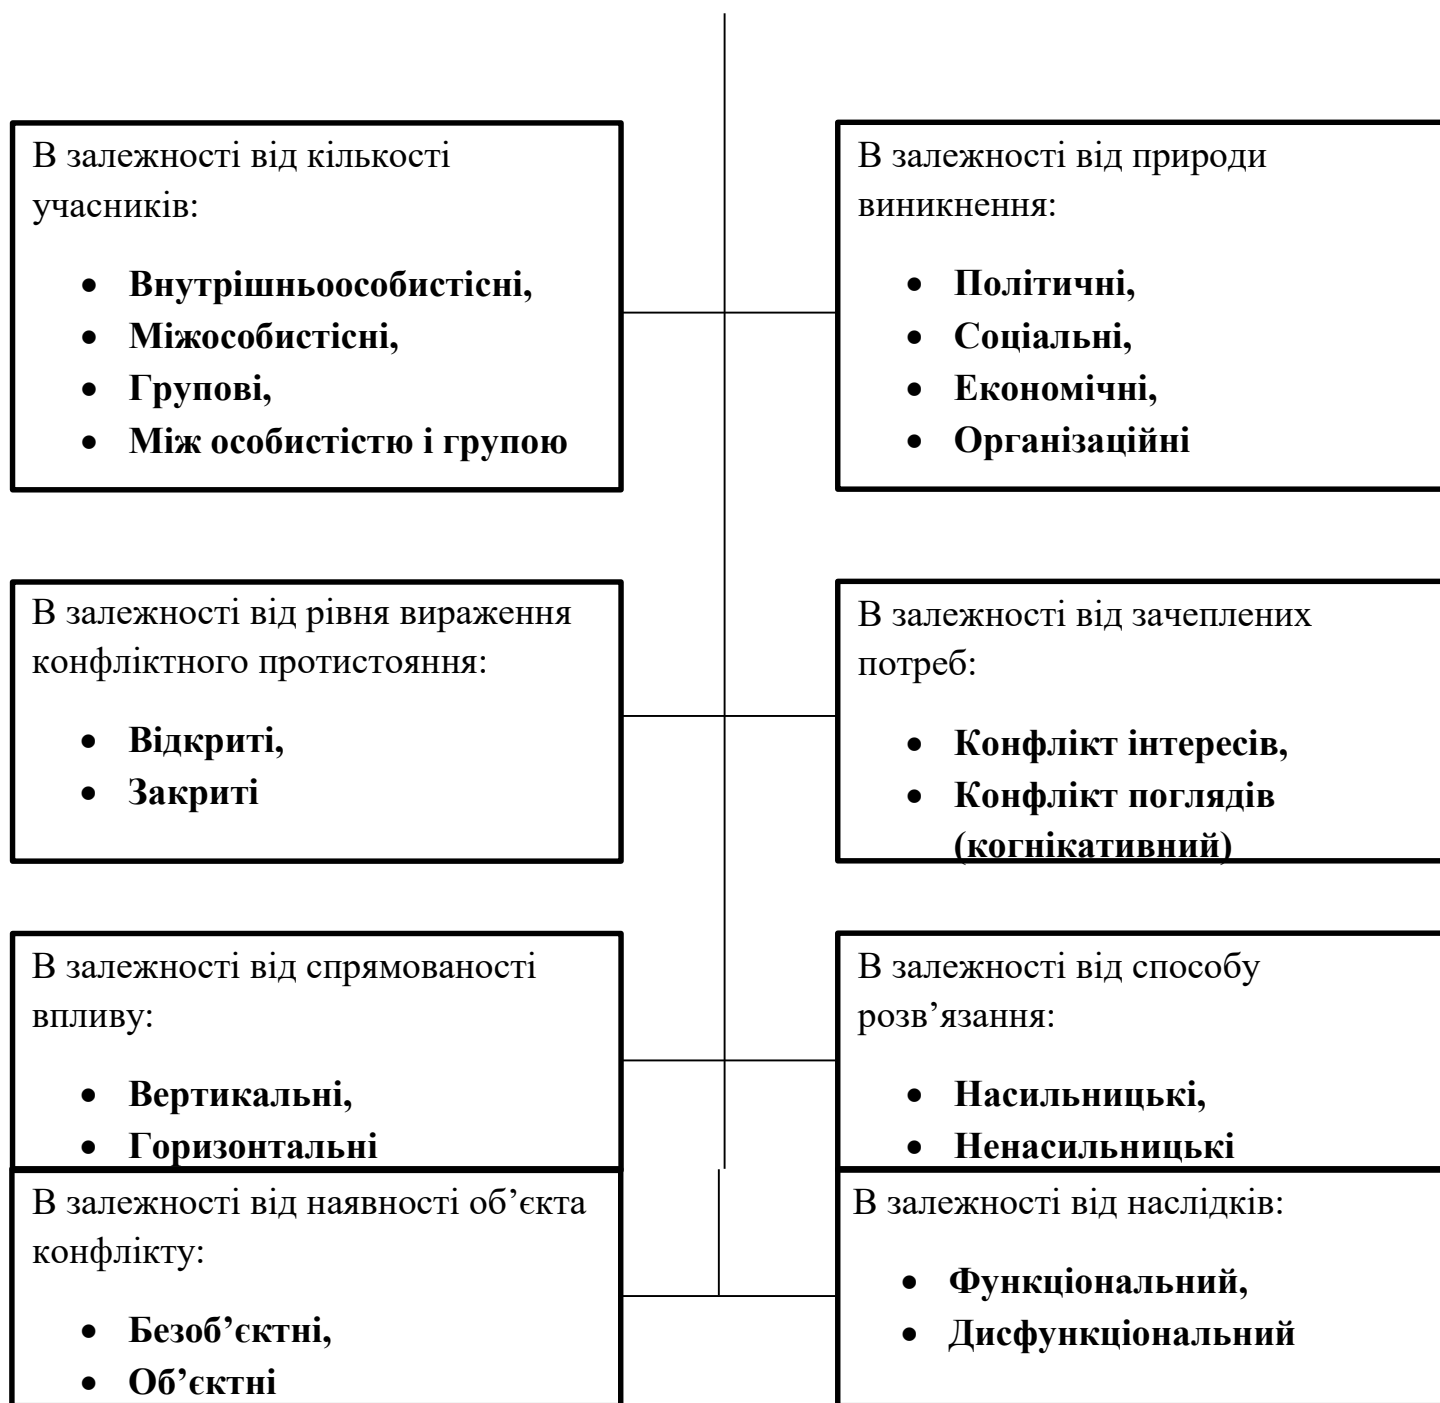 В залежності від кількості
учасників:
• Внутрішньоособистісні,
• Міжособистісні,
• Групові,
• Між особистістю і групою
В залежності від природи
виникнення:
• Політичні,
• Соціальні,
• Економічні,
• Організаційні
В залежності від рівня вираження
конфліктного протистояння:
• Відкриті,
• Закриті
В залежності від зачеплених
потреб:
• Конфлікт інтересів,
• Конфлікт поглядів
(когнікативний)
В залежності від спрямованості
впливу:
• Вертикальні,
• Горизонтальні
В залежності від способу
розв’язання:
• Насильницькі,
• Ненасильницькі
В залежності від наявності об’єкта
конфлікту:
• Безоб’єктні,
• Об’єктні
В залежності від наслідків:
• Функціональний,
• Дисфункціональний